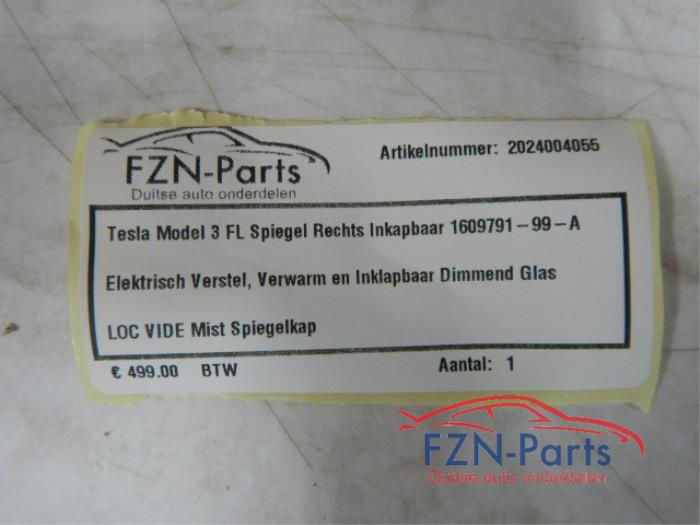 FZN-Parts
Duitse auto onderdelen
Artikelnummer: 2024004055
Tesla Model 3 FL Spiegel Rechts Inkapbaar 1609791-99-A
Elektrisch Verstel, Verwarm en Inklapbaar Dimmend Glas
LOC VIDE Mist Spiegelkap
€ 499.00 BTW
Aantal: 1
FZN-Parts
Duitse auto onderdelen